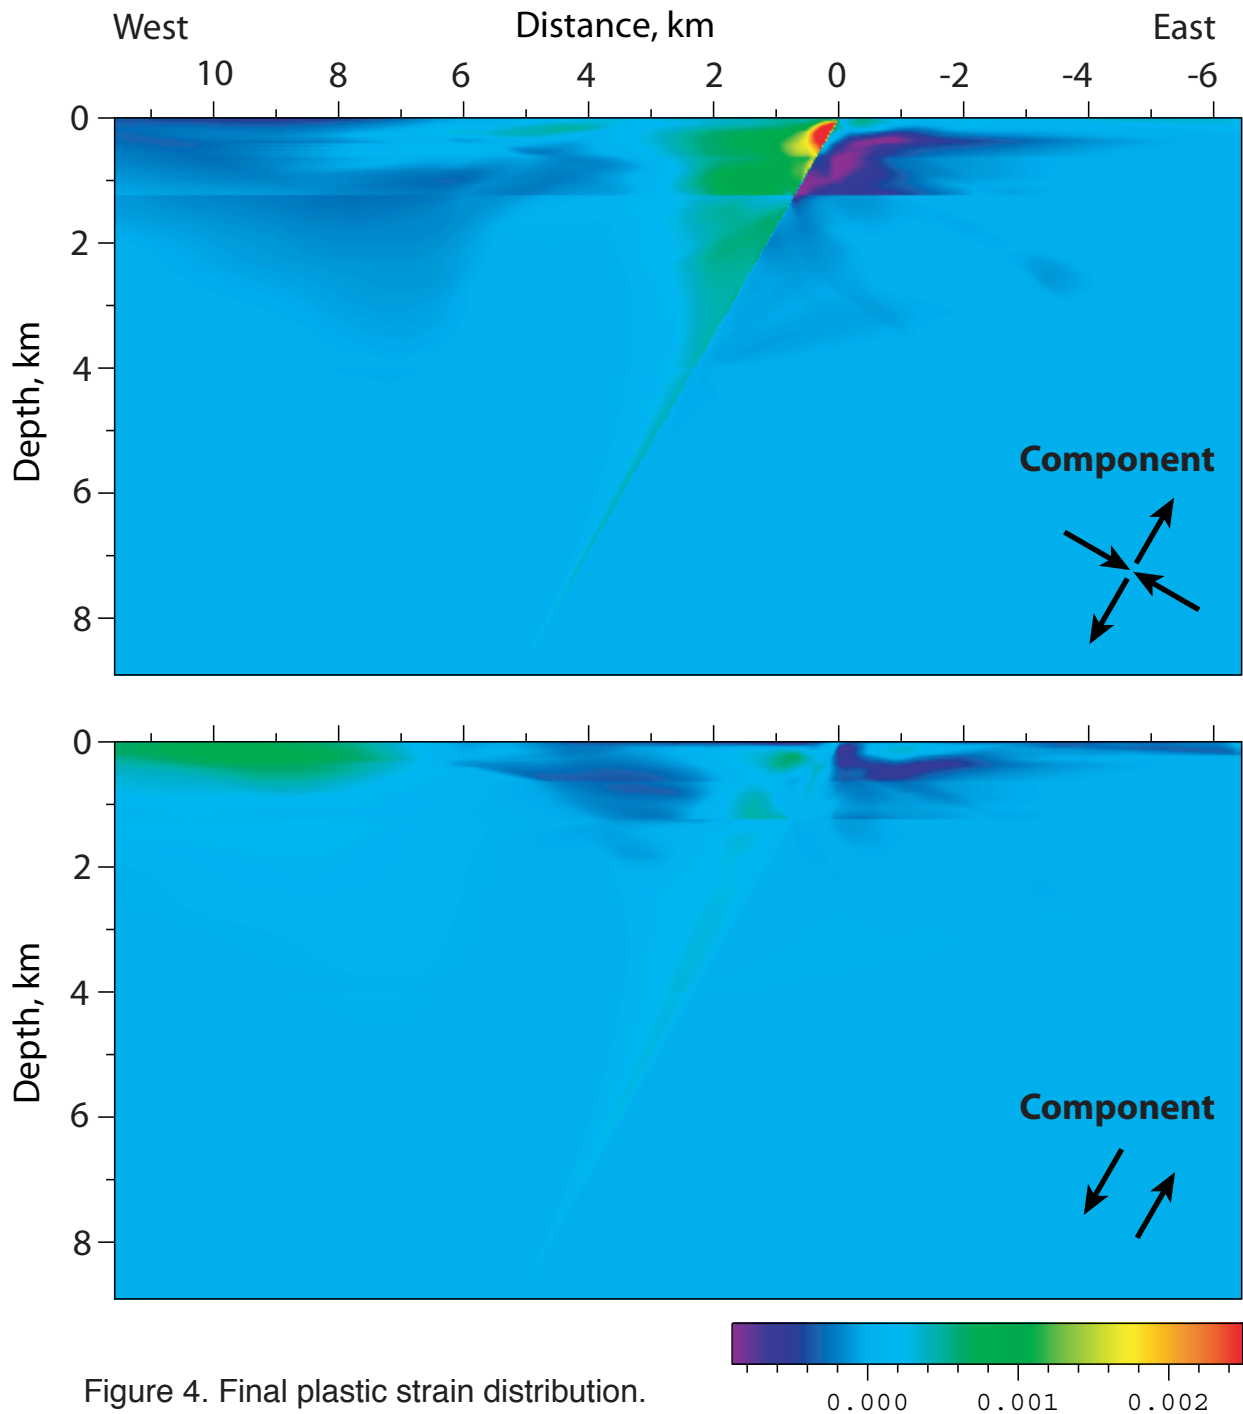 West Distance, km East
10 8 6 4 2 0 -2 -4 -6
0
2
4
6
8
Depth, km
Component
0
2
4
6
8
Depth, km
Component
0.000 0.001 0.002
Figure 4. Final plastic strain distribution.